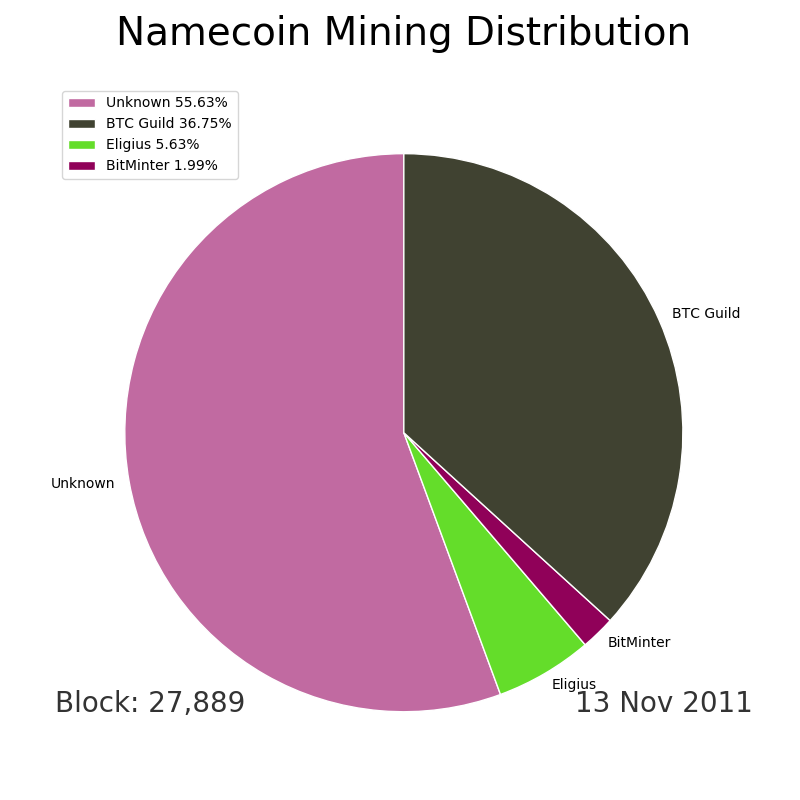 Namecoin Mining Distribution
Unknown 55.63%
BTC Guild 36.75%
Eligius 5.63%
BitMinter 1.99%
BTC Guild
Unknown
BitMinter
Eligius
Block: 27,889
13 Nov 2011